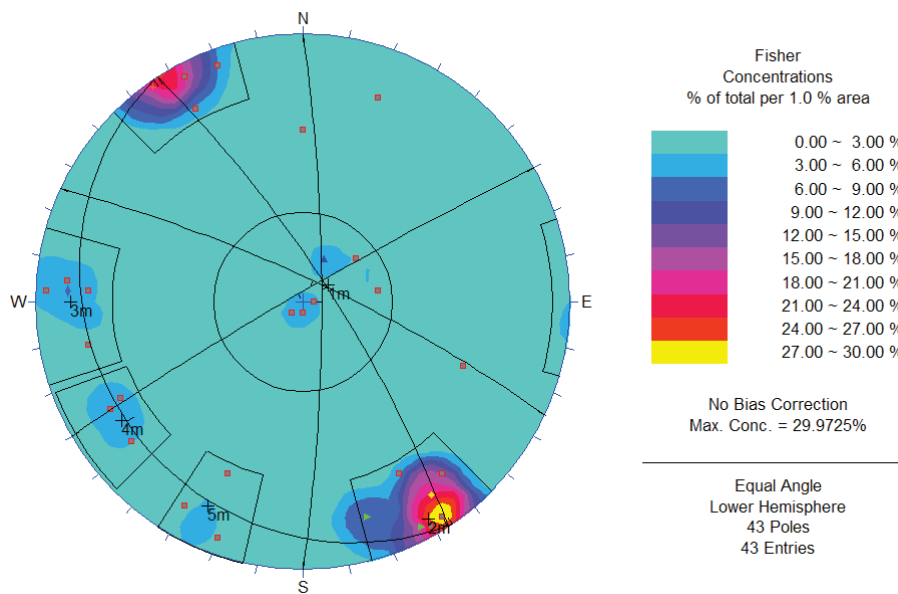 N
W
E
S
1m
2m
3m
4m
5m
Fisher
Concentrations
% of total per 1.0 % area
0.00 ~ 3.00 %
3.00 ~ 6.00 %
6.00 ~ 9.00 %
9.00 ~ 12.00 %
12.00 ~ 15.00 %
15.00 ~ 18.00 %
18.00 ~ 21.00 %
21.00 ~ 24.00 %
24.00 ~ 27.00 %
27.00 ~ 30.00 %
No Bias Correction
Max. Conc. = 29.9725%
Equal Angle
Lower Hemisphere
43 Poles
43 Entries